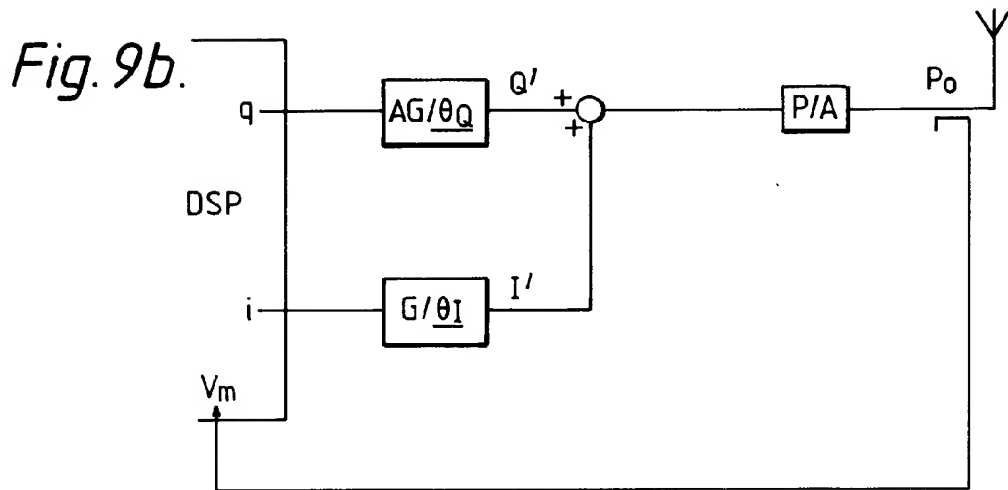 Fig. 9b.
q
AG/θQ
Q'
+
+
P/A
Po
DSP
i
G/θI
I'
Vm